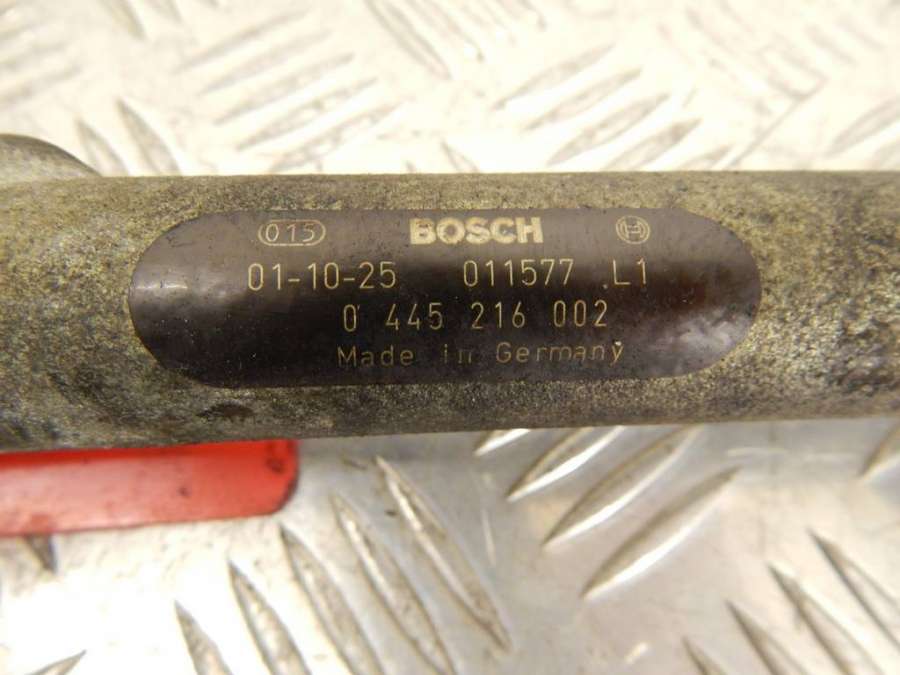 015 BOSCH
01-10-25 011577 .L1
0 445 216 002
Made in Germany